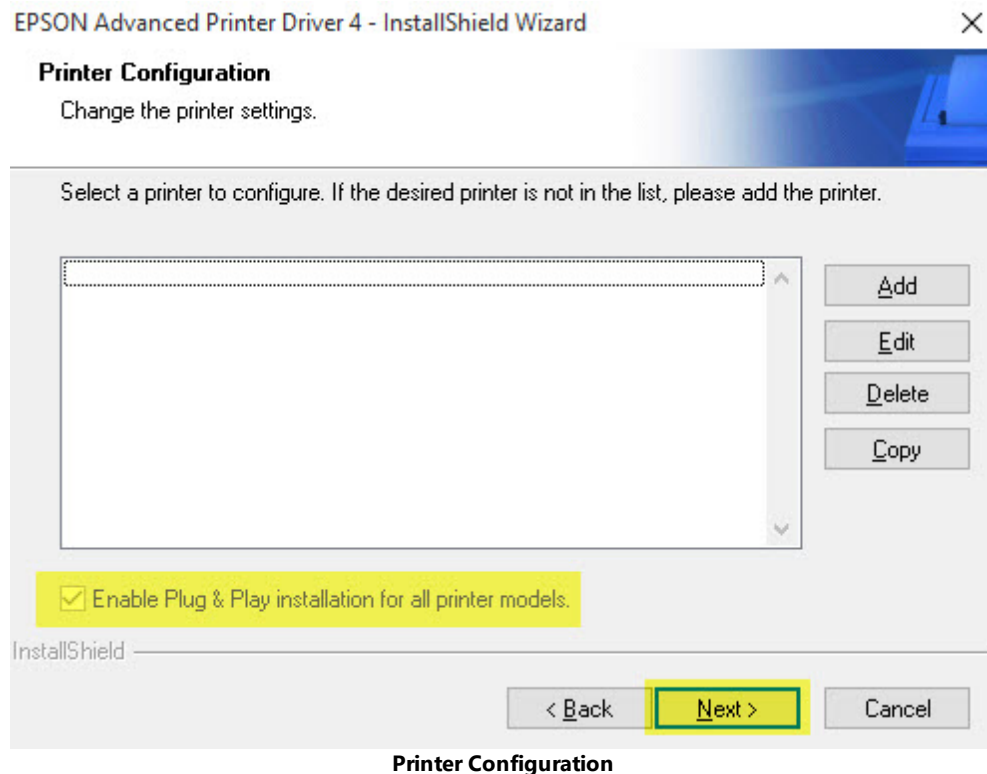 EPSON Advanced Printer Driver 4 - InstallShield Wizard
Printer Configuration
Change the printer settings.
Select a printer to configure. If the desired printer is not in the list, please add the printer.
Add
Edit
Delete
Copy
Enable Plug & Play installation for all printer models.
InstallShield
< Back
Next >
Cancel
Printer Configuration